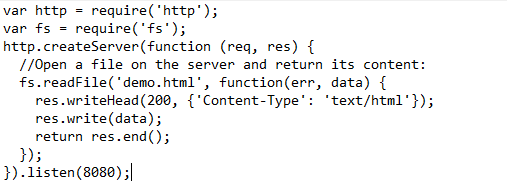 var http = require('http');
var fs = require('fs');
http.createServer(function (req, res) {
  //Open a file on the server and return its content:
  fs.readFile('demo.html', function(err, data) {
    res.writeHead(200, {'Content-Type': 'text/html'});
    res.write(data);
    return res.end();
  });
}).listen(8080);